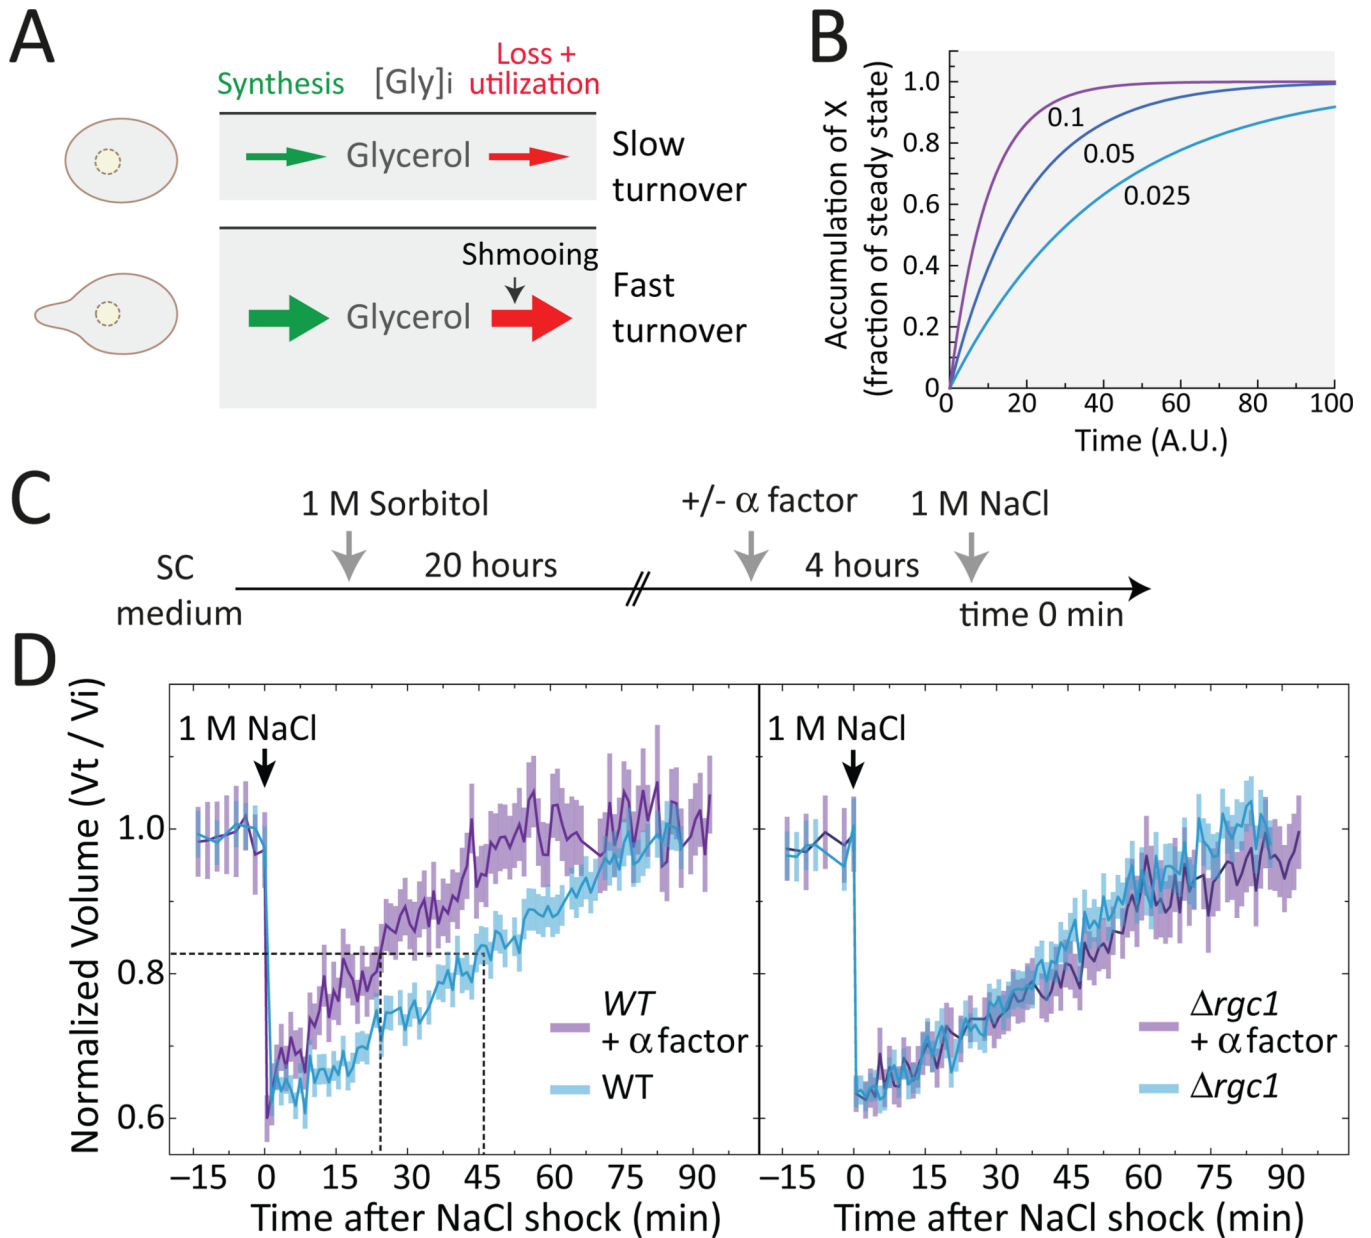 A
Synthesis
[Gly]i
Loss +
utilization
Glycerol
Slow
turnover
Shmooing
Glycerol
Fast
turnover
B
Accumulation of X
(fraction of steady state)
1.0
0.8
0.6
0.4
0.2
0
0.1
0.05
0.025
0 20 40 60 80 100
Time (A.U.)
C
1 M Sorbitol
+/- α factor
1 M NaCl
SC
medium
20 hours
4 hours
time 0 min
D
Normalized Volume (Vt / Vi)
1.0
0.8
0.6
1 M NaCl
WT
+ α factor
WT
–15 0 15 30 45 60 75 90
Time after NaCl shock (min)
1 M NaCl
Δrgc1
+ α factor
Δrgc1
–15 0 15 30 45 60 75 90
Time after NaCl shock (min)